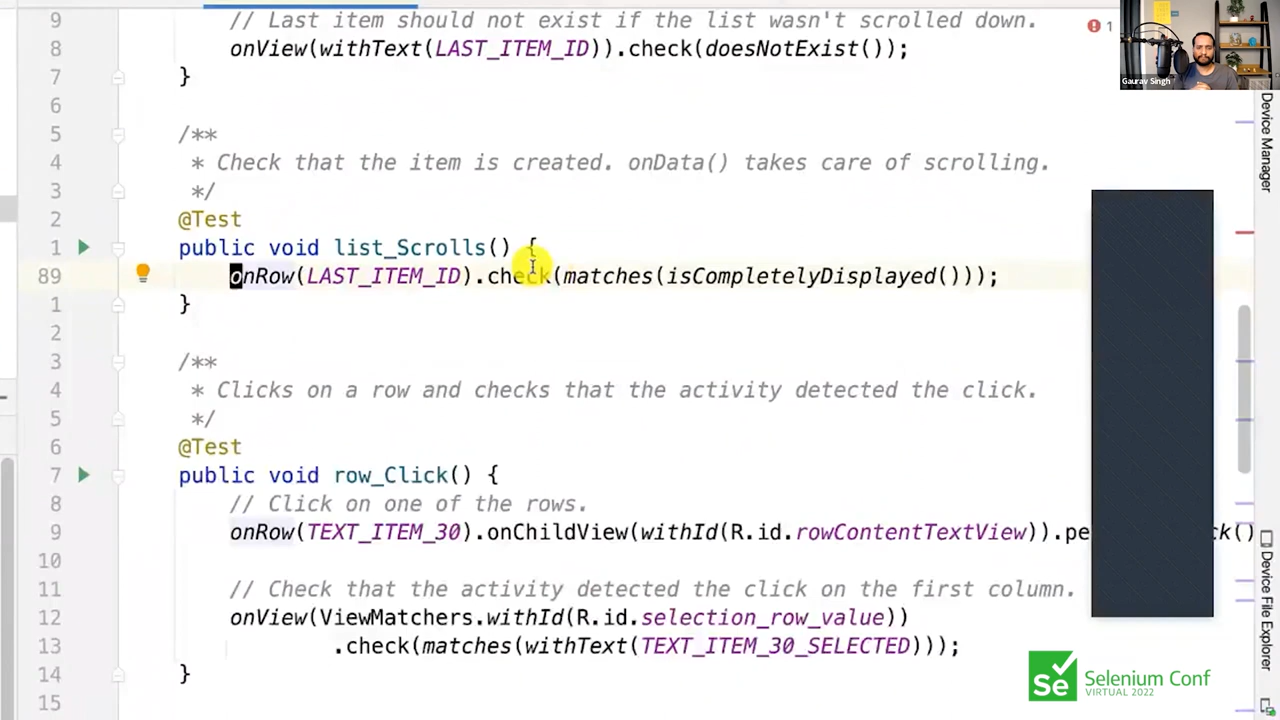 9 // Last item should not exist if the list wasn't scrolled down.
8 onView(withText(LAST_ITEM_ID)).check(doesNotExist());
7 }
6
5 /**
4 * Check that the item is created. onData() takes care of scrolling.
3 */
2 @Test
1 public void list_Scrolls() {
89 onRow(LAST_ITEM_ID).check(matches(isCompletelyDisplayed()));
1 }
2
3 /**
4 * Clicks on a row and checks that the activity detected the click.
5 */
6 @Test
7 public void row_Click() {
8 // Click on one of the rows.
9 onRow(TEXT_ITEM_30).onChildView(withId(R.id.rowContentTextView)).pe ck()
10
11 // Check that the activity detected the click on the first column.
12 onView(ViewMatchers.withId(R.id.selection_row_value))
13 .check(matches(withText(TEXT_ITEM_30_SELECTED)));
14 }
15
1
Gaurav Singh
Device Manager
Device File Explorer
Se
Selenium Conf
VIRTUAL 2022